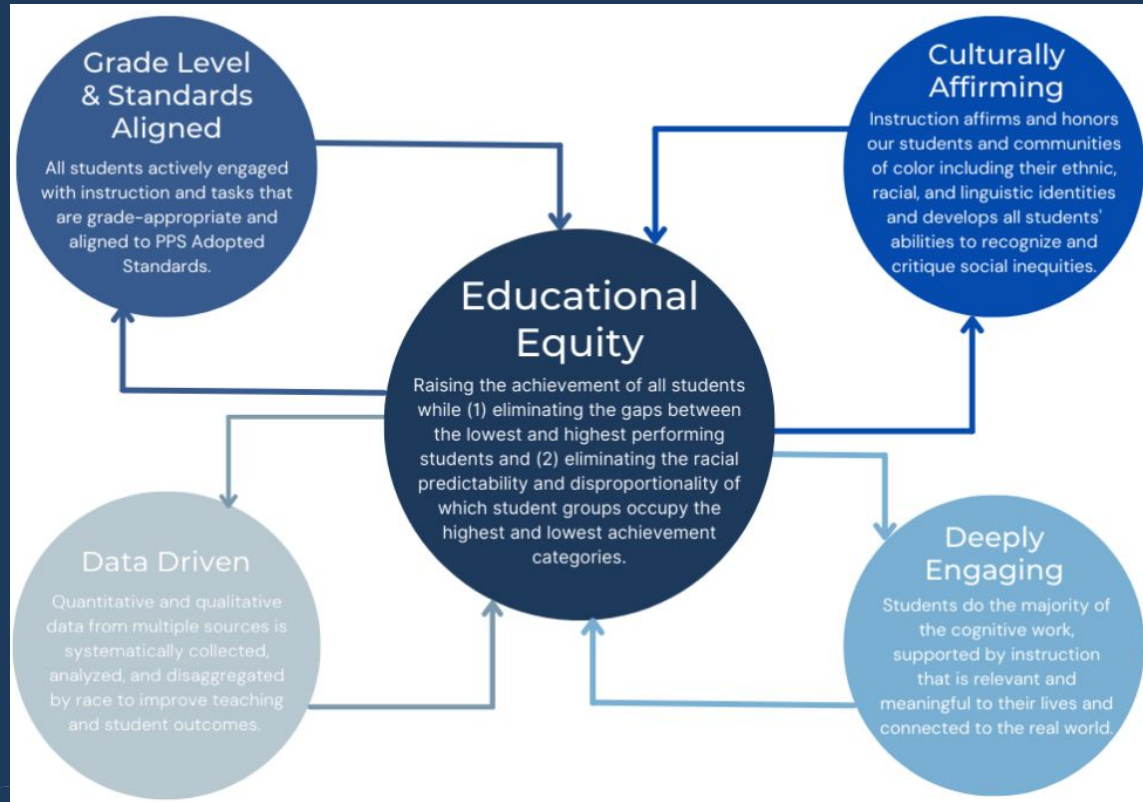 Grade Level
& Standards
Aligned
All students actively engaged
with instruction and tasks that
are grade-appropriate and
aligned to PPS Adopted
Standards.
Culturally
Affirming
Instruction affirms and honors
our students and communities
of color including their ethnic,
racial, and linguistic identities
and develops all students'
abilities to recognize and
critique social inequities.
Educational
Equity
Raising the achievement of all students
while (1) eliminating the gaps between
the lowest and highest performing
students and (2) eliminating the racial
predictability and disproportionality of
which student groups occupy the
highest and lowest achievement
categories.
Data Driven
Quantitative and qualitative
data from multiple sources is
systematically collected,
analyzed, and disaggregated
by race to improve teaching
and student outcomes.
Deeply
Engaging
Students do the majority of
the cognitive work,
supported by instruction
that is relevant and
meaningful to their lives and
connected to the real world.